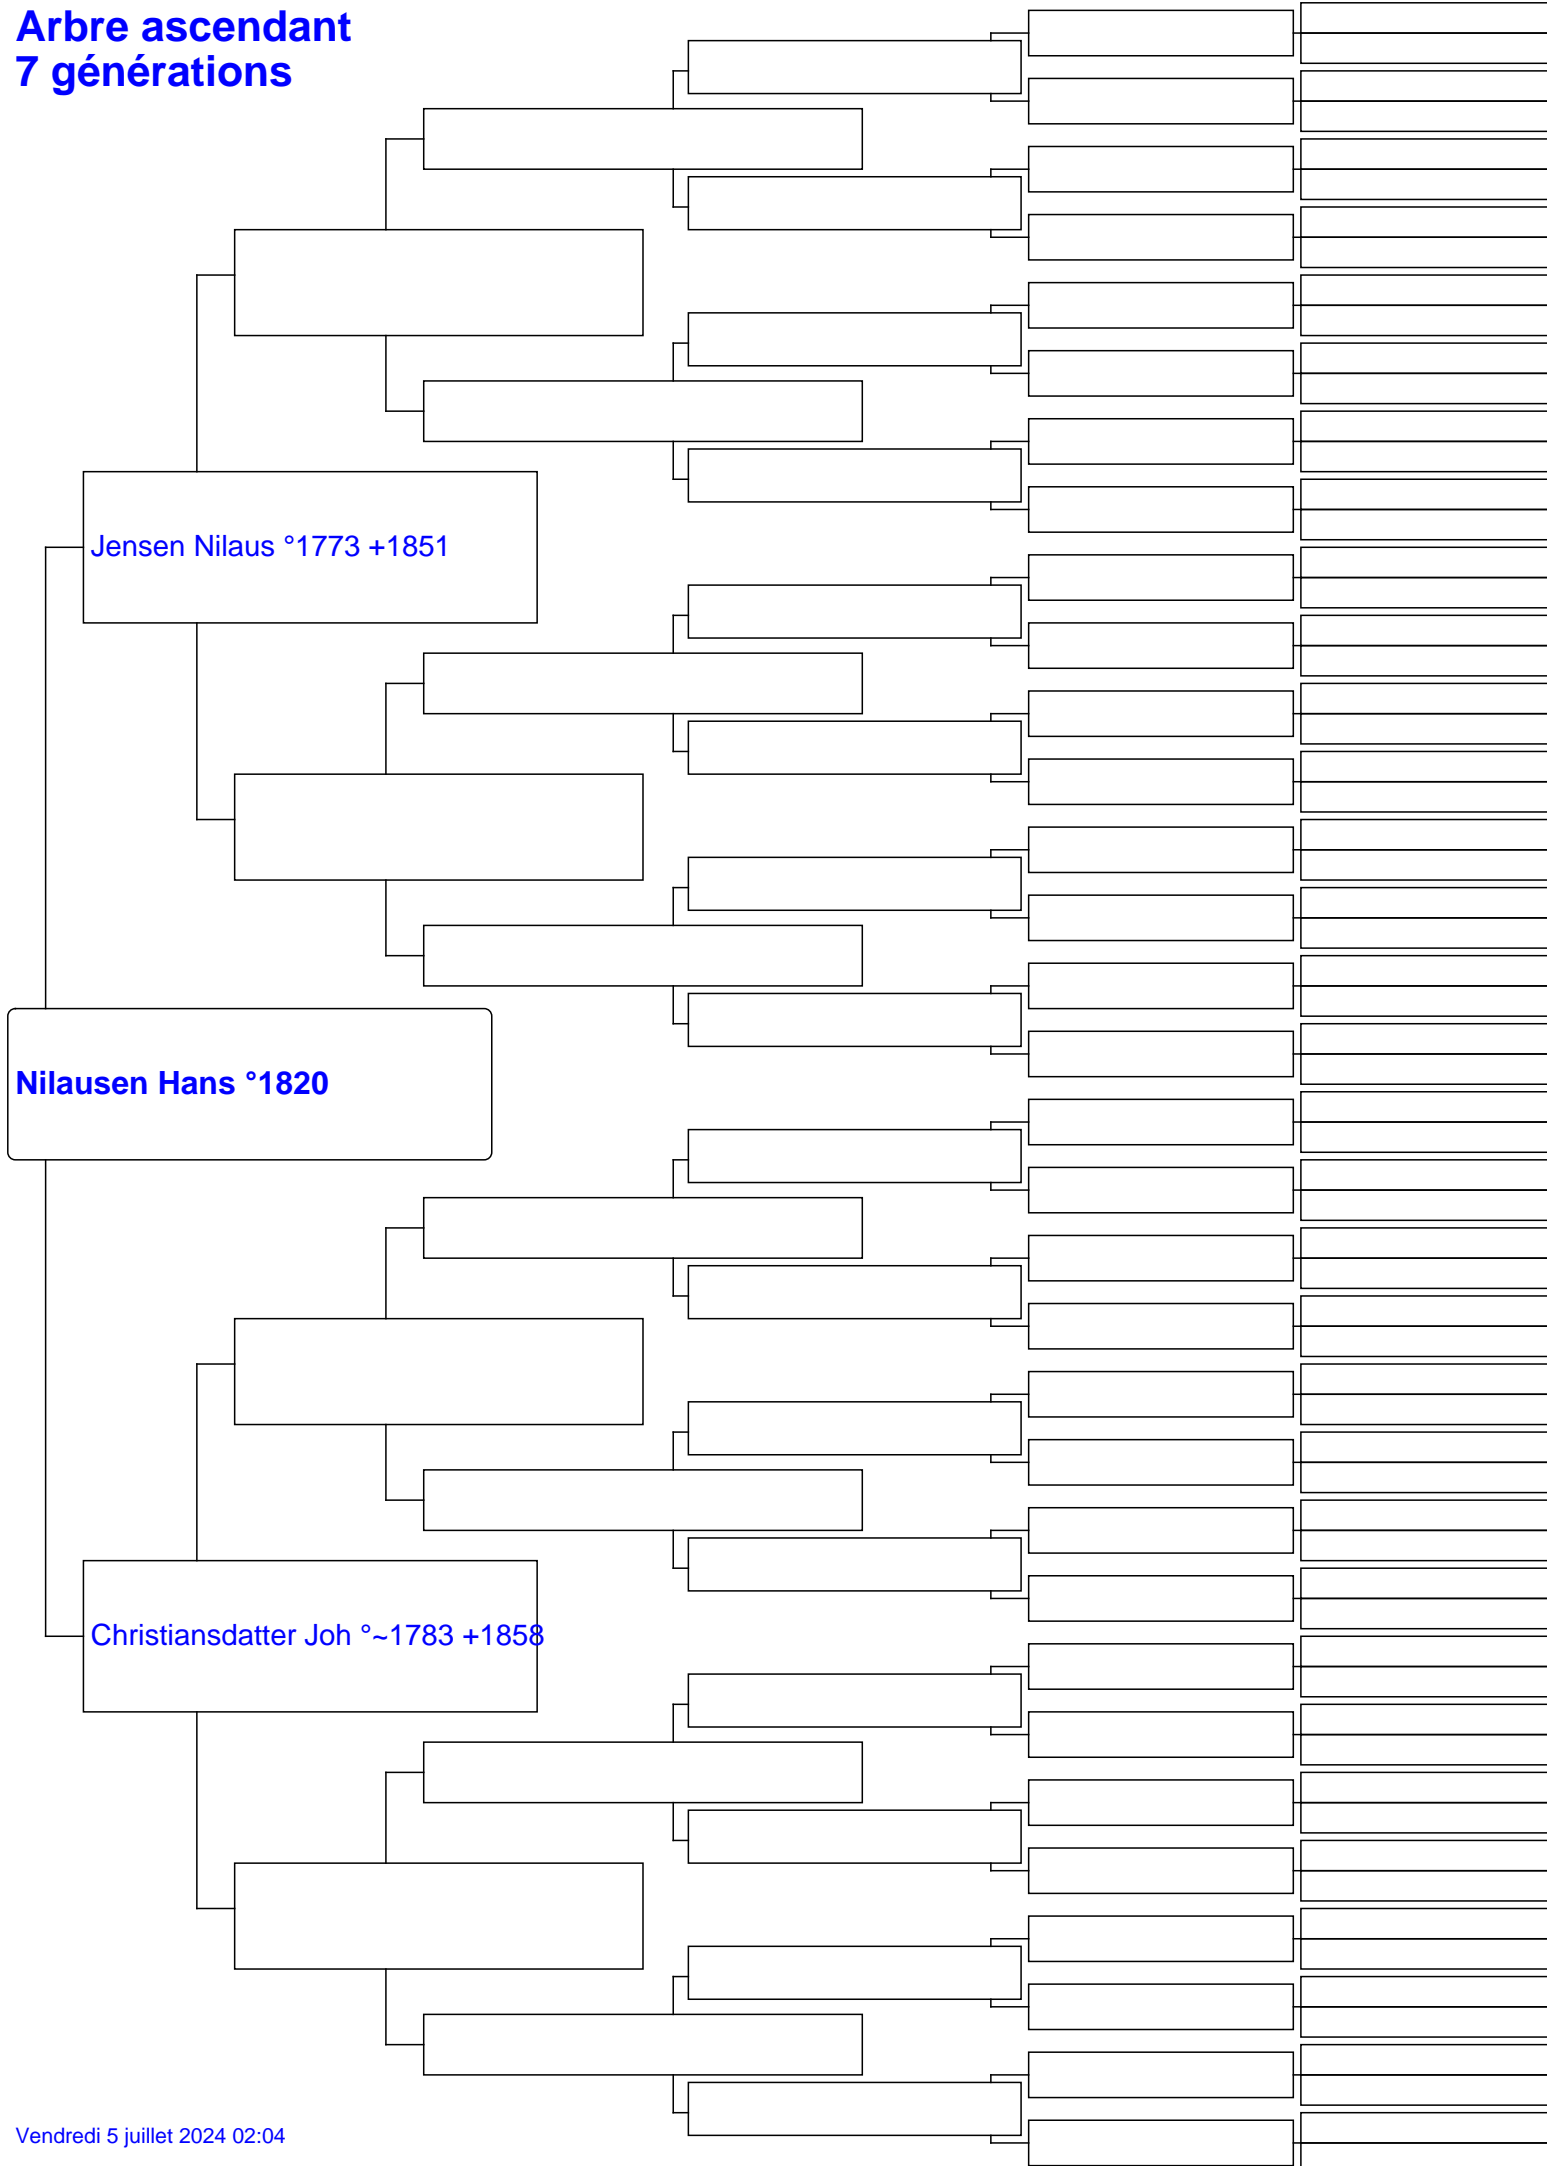 Arbre ascendant
7 générations
Jensen Nilaus °1773 +1851
Nilausen Hans °1820
Christiansdatter Joh °~1783 +1858
Vendredi 5 juillet 2024 02:04